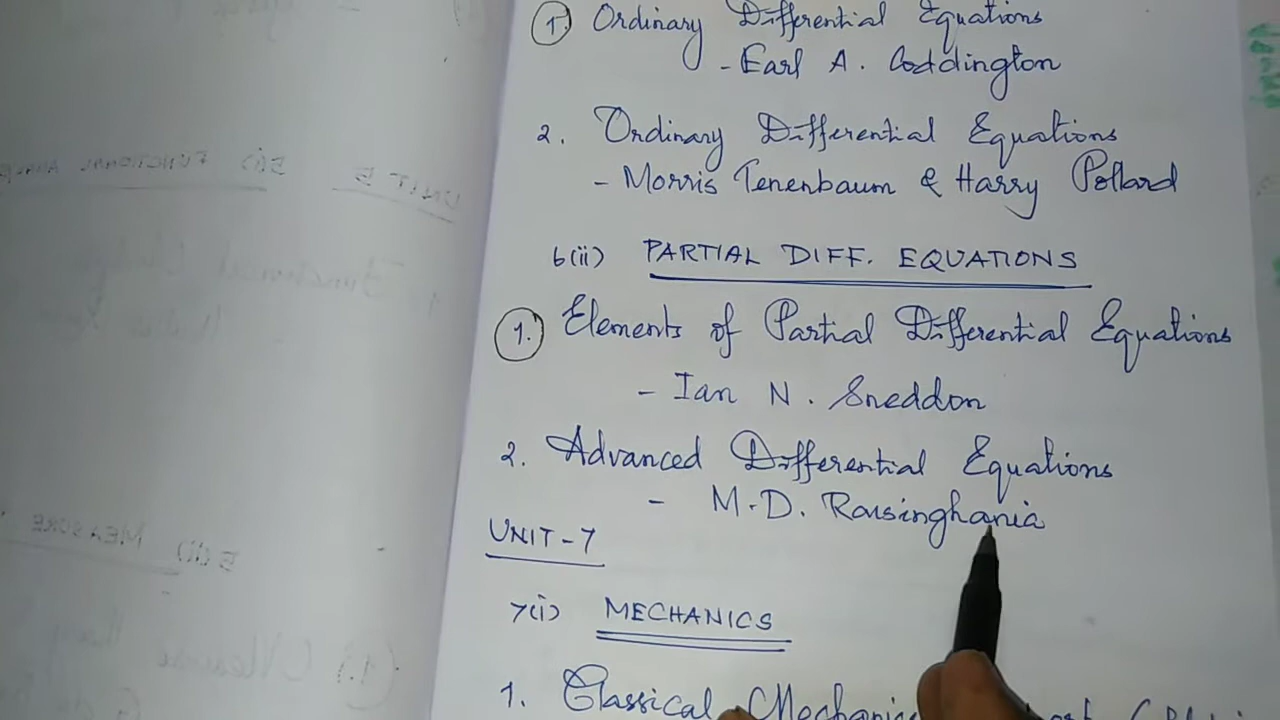 1. Ordinary Differential Equations
- Earl A. Coddington
2. Ordinary Differential Equations
- Morris Tenenbaum & Harry Pollard
6(ii) PARTIAL DIFF. EQUATIONS
1. Elements of Partial Differential Equations
- Ian N. Sneddon
2. Advanced Differential Equations
- M.D. Raisinghania
UNIT-7
7(i) MECHANICS
1. Classical